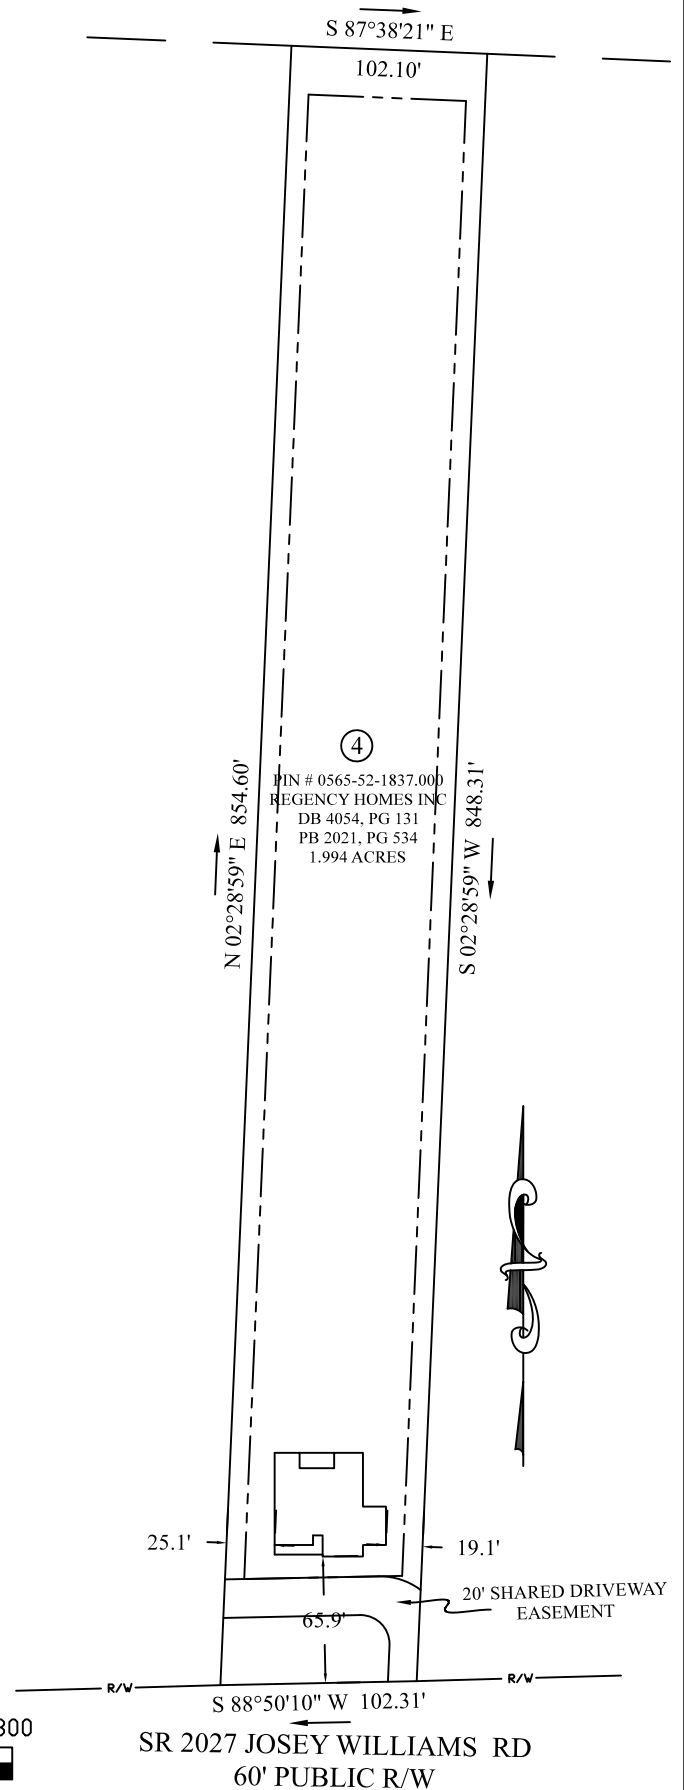 S 87°38'21" E
102.10'
4
PIN # 0565-52-1837.000
REGENCY HOMES INC
DB 4054, PG 131
PB 2021, PG 534
1.994 ACRES
N 02°28'59" E 854.60'
S 02°28'59" W 848.31'
25.1'
19.1'
20' SHARED DRIVEWAY
EASEMENT
65.9'
R/W
R/W
S 88°50'10" W 102.31'
300
SR 2027 JOSEY WILLIAMS RD
60' PUBLIC R/W